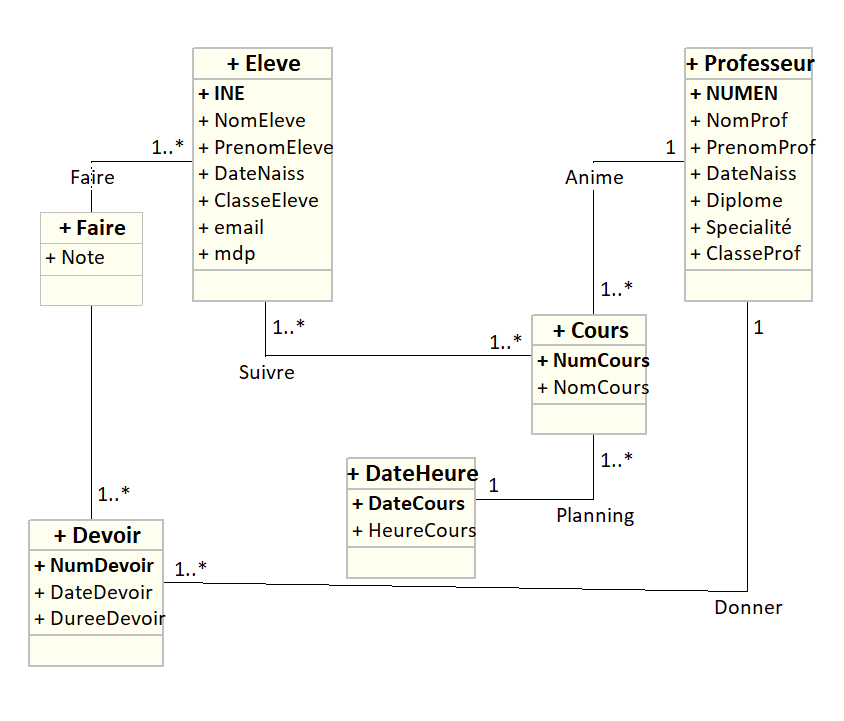 + Eleve
+ INE
+ NomEleve
+ PrenomEleve
+ DateNaiss
+ ClasseEleve
+ email
+ mdp
+ Professeur
+ NUMEN
+ NomProf
+ PrenomProf
+ DateNaiss
+ Diplome
+ Specialité
+ ClasseProf
1..*
Faire
1
Anime
+ Faire
+ Note
1..*
1..*
1..*
Suivre
+ Cours
+ NumCours
+ NomCours
1
1..*
+ DateHeure
+ DateCours
+ HeureCours
1
Planning
1..*
+ Devoir
+ NumDevoir
+ DateDevoir
+ DureeDevoir
1..*
Donner